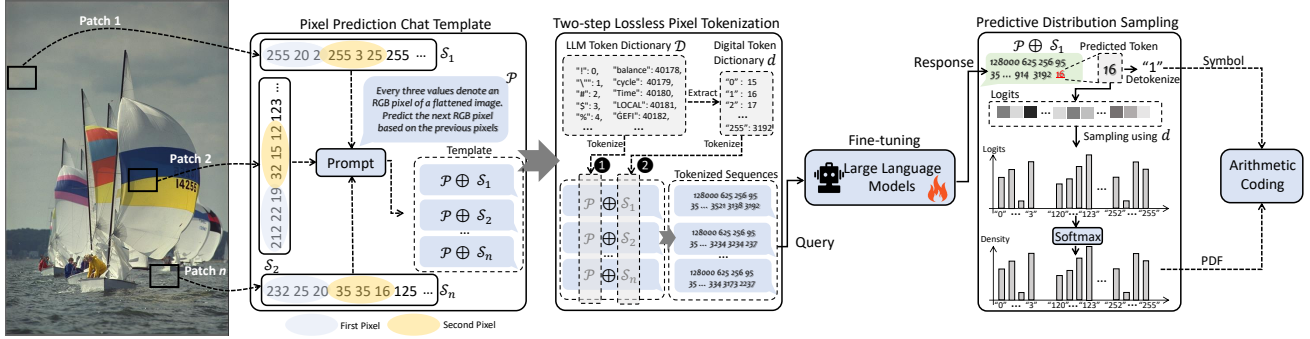 Patch 1
Patch 2
14255
Patch n
Pixel Prediction Chat Template
255 20 2 255 3 25 255 ...
S1
212 22 19 32 15 12 123 ...
S2
P
Every three values denote an
RGB pixel of a flattened image.
Predict the next RGB pixel
based on the previous pixels
Prompt
Template
P ⊕ S1
P ⊕ S2
...
P ⊕ Sn
232 25 20 35 35 16 125 ...
Sn
First Pixel
Second Pixel
Two-step Lossless Pixel Tokenization
LLM Token Dictionary D
"!": 0,
"\"": 1,
"#": 2,
"$": 3,
"%": 4,
...
"balance": 40178,
"cycle": 40179,
"Time": 40180,
"LOCAL": 40181,
"GEFI": 40182,
...
Extract
Digital Token
Dictionary d
"0" : 15
"1" : 16
"2" : 17
...
"255" : 3192
Tokenize
Tokenize
1
2
P ⊕ S1
P ⊕ S2
...
P ⊕ Sn
Tokenized Sequences
128000 625 256 95
35 ... 3521 3138 3192
128000 625 256 95
35 ... 3234 3234 237
...
128000 625 256 95
35 ... 334 3173 2237
Query
Fine-tuning
Large Language
Models
Response
Predictive Distribution Sampling
P ⊕ S1
128000 625 256 95
35 ... 914 3192 16
Predicted Token
16
"1"
Detokenize
Logits
...
...
Sampling using d
Logits
"0" ... "3" "120" ... "123" ... "252" ... "255"
Softmax
Density
"0" ... "3" "120" ... "123" ... "252" ... "255"
Symbol
Arithmetic
Coding
PDF